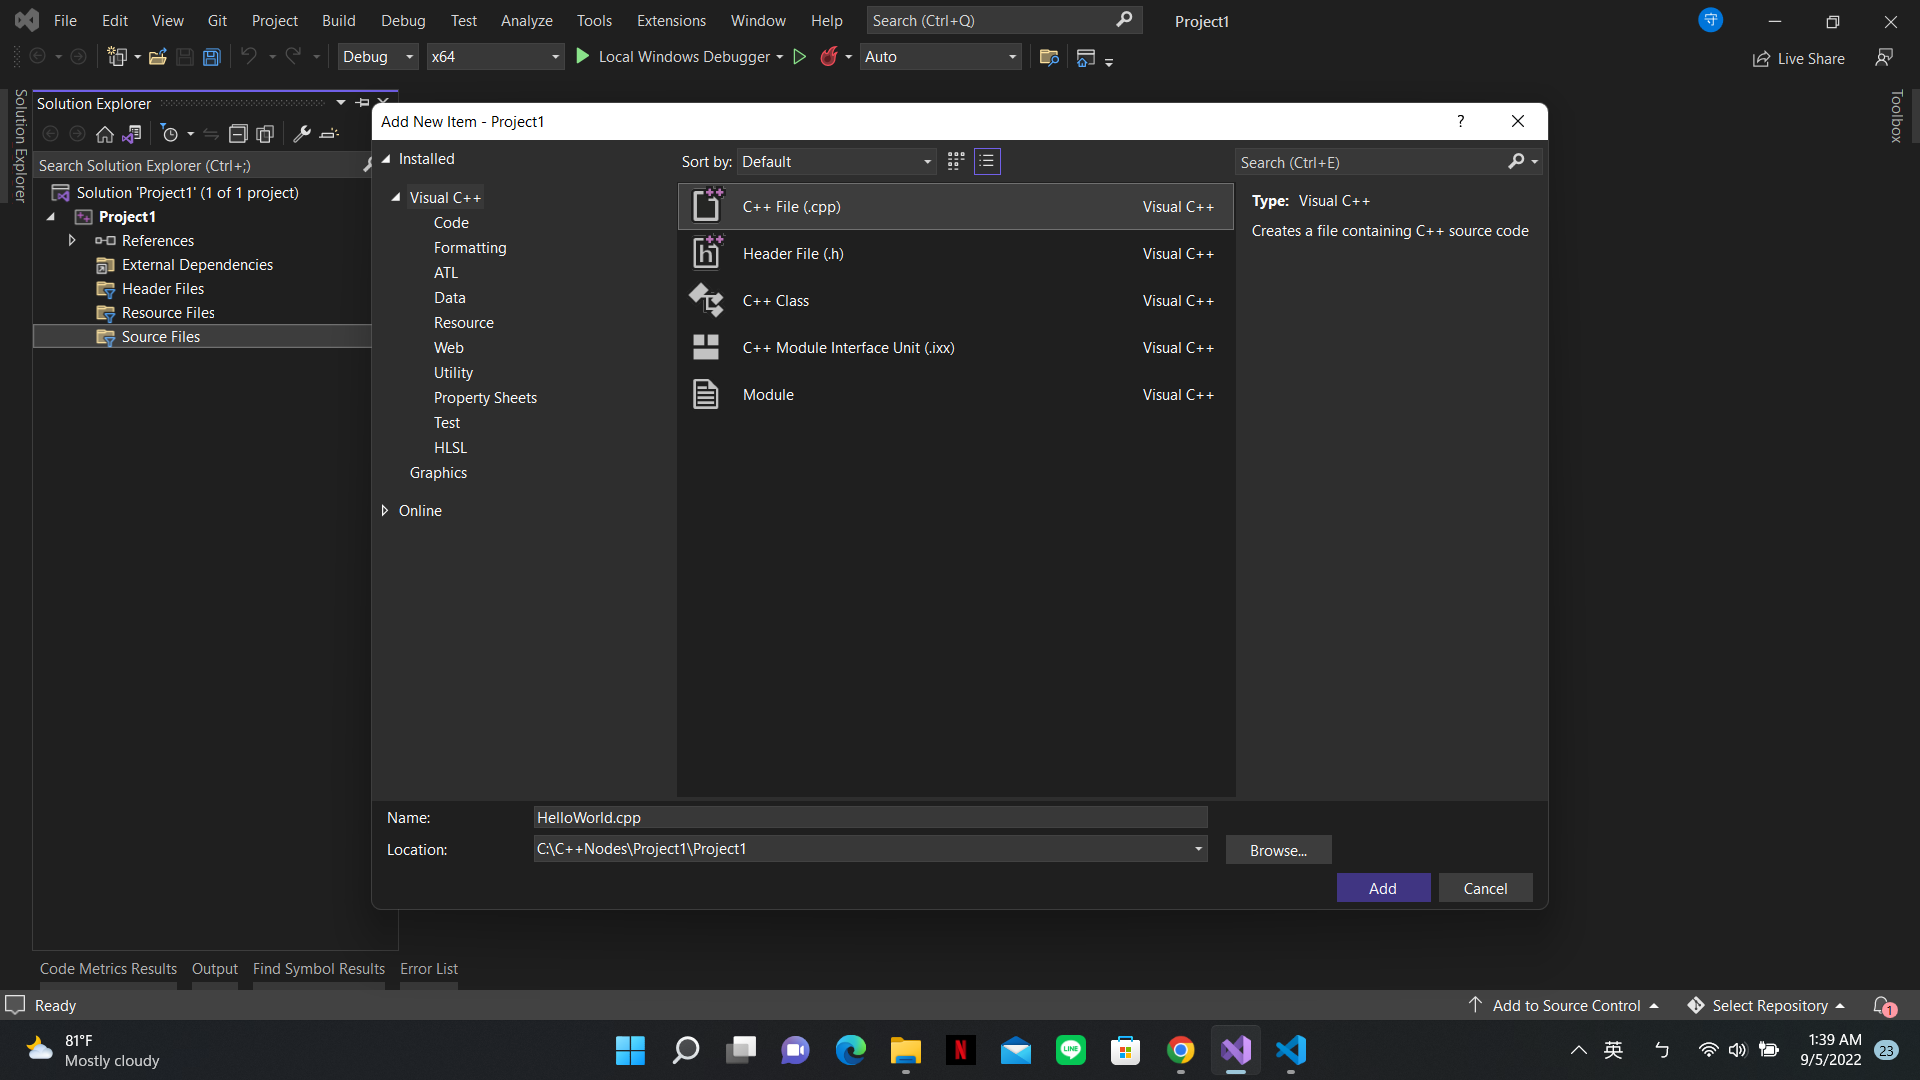 File Edit View Git Project Build Debug Test Analyze Tools Extensions Window Help Search (Ctrl+Q) Project1 守
Debug x64 Local Windows Debugger Auto Live Share
Solution Explorer
Toolbox
Solution Explorer
Search Solution Explorer (Ctrl+;)
Solution 'Project1' (1 of 1 project)
Project1
References
External Dependencies
Header Files
Resource Files
Source Files
Add New Item - Project1 ?
Installed
Visual C++
Code
Formatting
ATL
Data
Resource
Web
Utility
Property Sheets
Test
HLSL
Graphics
Online
Sort by: Default
C++ File (.cpp) Visual C++
Header File (.h) Visual C++
C++ Class Visual C++
C++ Module Interface Unit (.ixx) Visual C++
Module Visual C++
Search (Ctrl+E)
Type: Visual C++
Creates a file containing C++ source code
Name: HelloWorld.cpp
Location: C:\C++Nodes\Project1\Project1 Browse...
Add Cancel
Code Metrics Results Output Find Symbol Results Error List
Ready Add to Source Control Select Repository 1
81°F
Mostly cloudy
N LINE 英 ㄅ
1:39 AM
9/5/2022 23